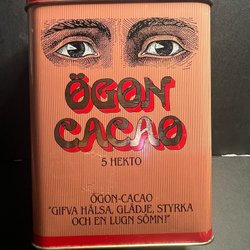 ÖGON
CACAO
5 HEKTO
ÖGON-CACAO
"GIFVA HÄLSA, GLÄDJE, STYRKA
OCH EN LUGN SÖMN!"